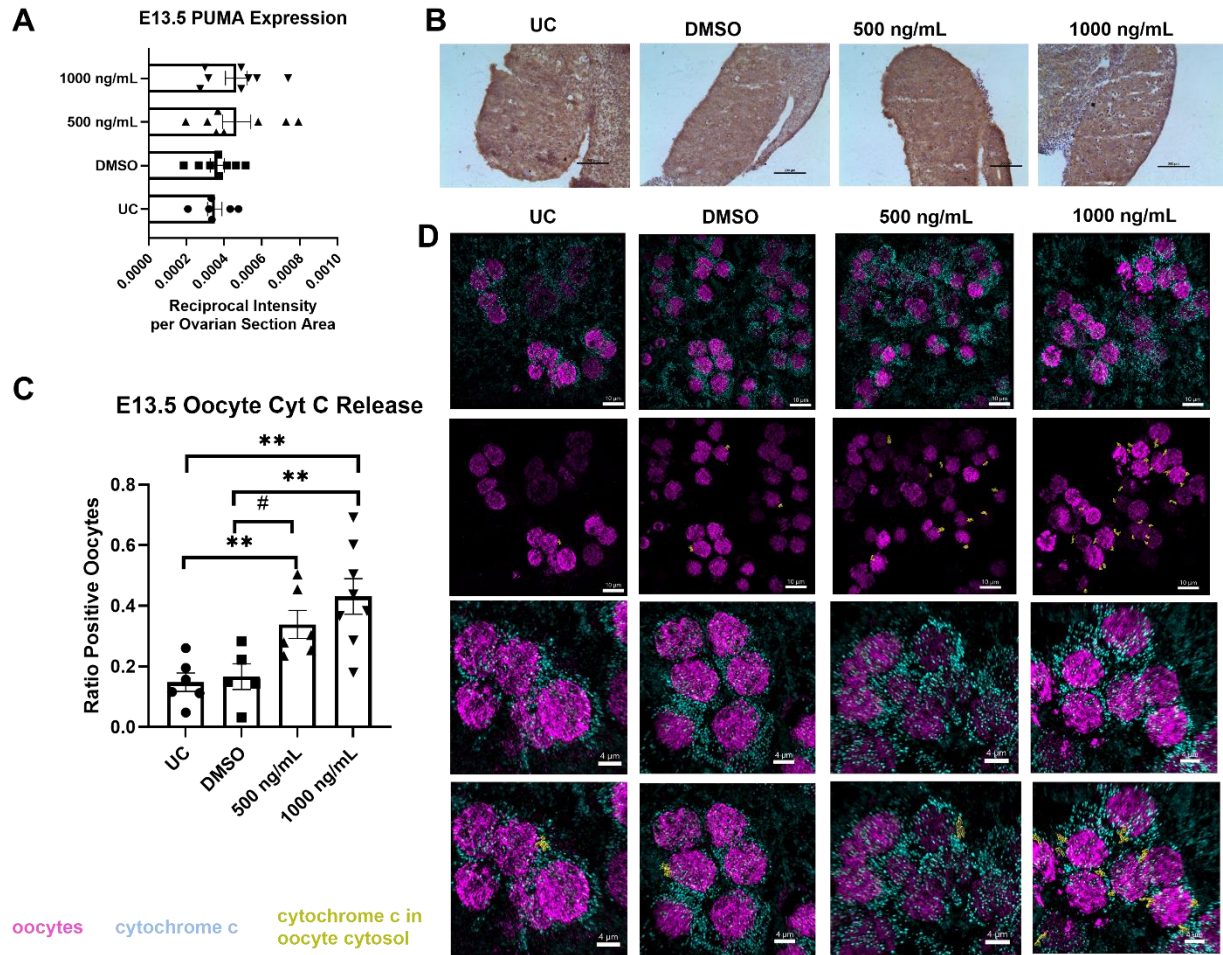 A
E13.5 PUMA Expression
1000 ng/mL
500 ng/mL
DMSO
UC
0.0000
0.0002
0.0004
0.0006
0.0008
0.0010
Reciprocal Intensity
per Ovarian Section Area
B
UC
DMSO
500 ng/mL
1000 ng/mL
C
E13.5 Oocyte Cyt C Release
**
**
#
**
Ratio Positive Oocytes
0.8
0.6
0.4
0.2
0.0
UC
DMSO
500 ng/mL
1000 ng/mL
oocytes
cytochrome c
cytochrome c in
oocyte cytosol
D
UC
DMSO
500 ng/mL
1000 ng/mL
10 μm
10 μm
10 μm
10 μm
10 μm
10 μm
10 μm
10 μm
4 μm
4 μm
4 μm
4 μm
4 μm
4 μm
4 μm
4 μm